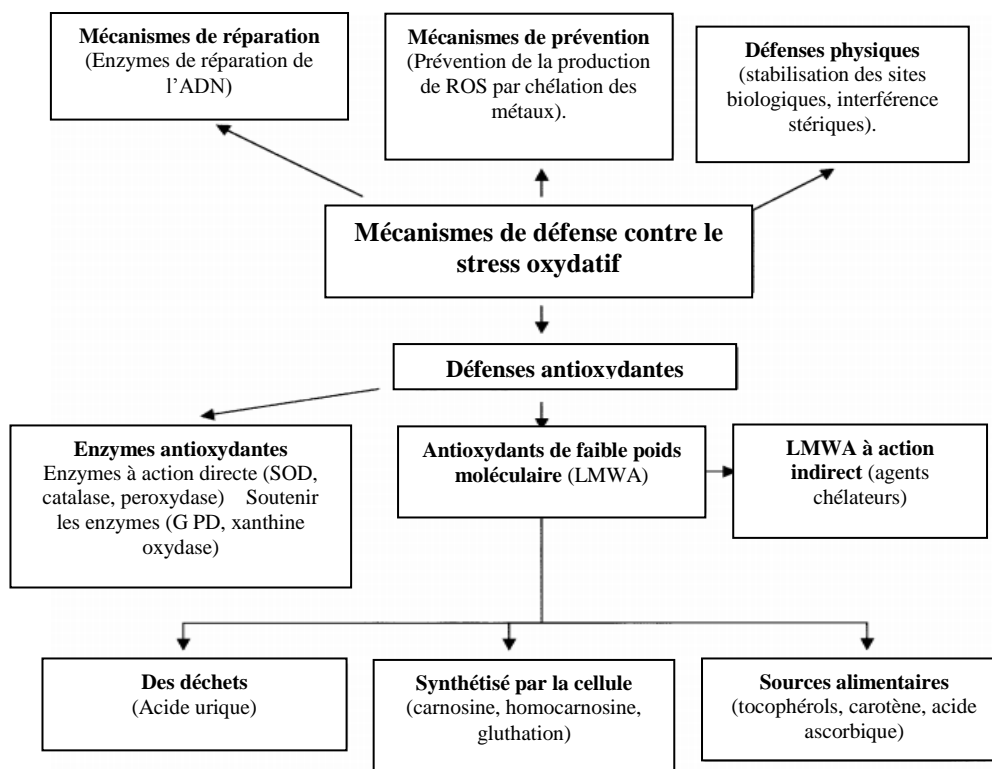 Mécanismes de réparation
(Enzymes de réparation de
l’ADN)
Mécanismes de prévention
(Prévention de la production
de ROS par chélation des
métaux).
Défenses physiques
(stabilisation des sites
biologiques, interférence
stériques).
Mécanismes de défense contre le
stress oxydatif
Défenses antioxydantes
Enzymes antioxydantes
Enzymes à action directe (SOD,
catalase, peroxydase) Soutenir
les enzymes (G PD, xanthine
oxydase)
Antioxydants de faible poids
moléculaire (LMWA)
LMWA à action
indirect (agents
chélateurs)
Des déchets
(Acide urique)
Synthétisé par la cellule
(carnosine, homocarnosine,
gluthation)
Sources alimentaires
(tocophérols, carotène, acide
ascorbique)